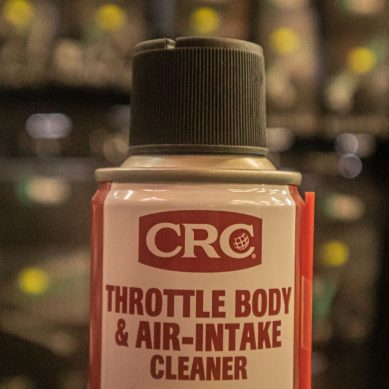 CRC®
THROTTLE BODY
& AIR-INTAKE
CLEANER